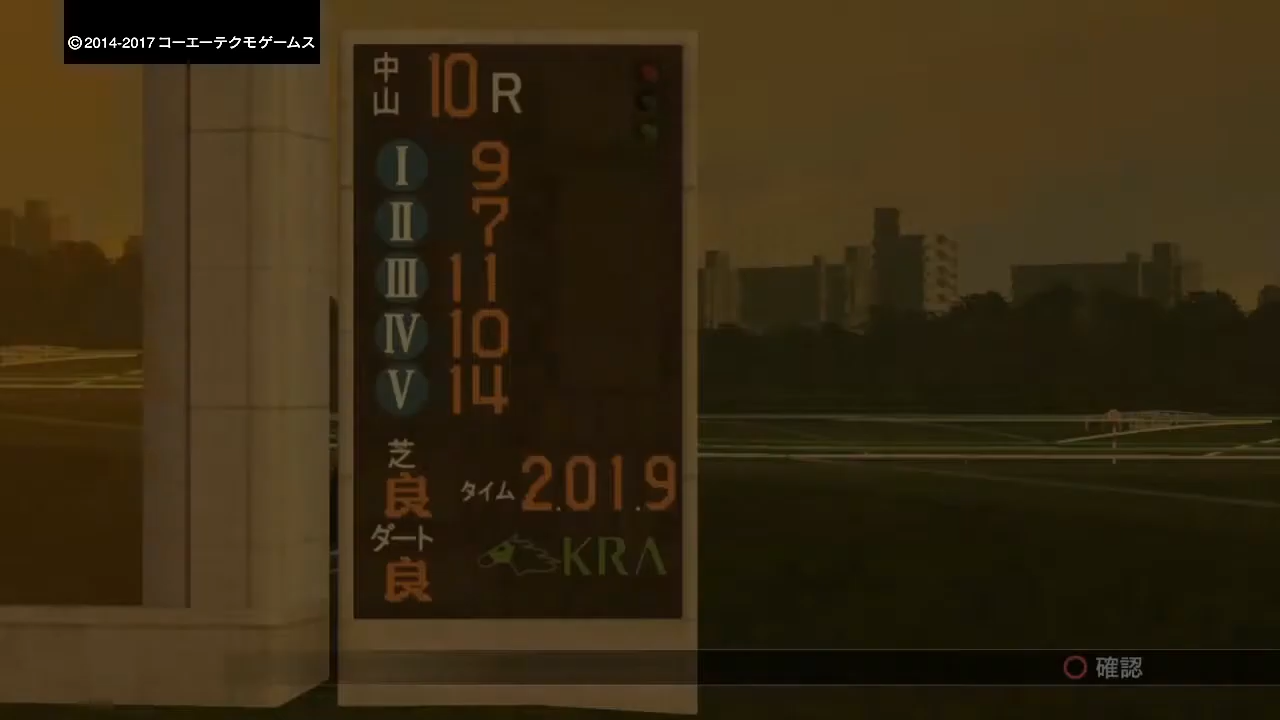 ©2014-2017 コーエーテクモゲームス
中山 10 R
I 9
II 7
III 11
IV 10
V 14
芝
良 タイム 2.01.9
ダート
良 KRA
確認